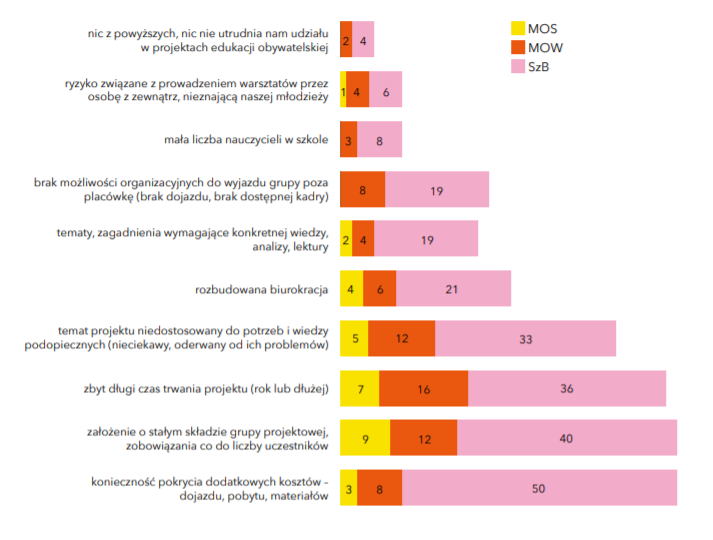 nic z powyższych, nic nie utrudnia nam udziału
w projektach edukacji obywatelskiej
2 4
MOS
MOW
SzB
ryzyko związane z prowadzeniem warsztatów przez
osobę z zewnątrz, nieznającą naszej młodzieży
1 4 6
mała liczba nauczycieli w szkole
3 8
brak możliwości organizacyjnych do wyjazdu grupy poza
placówkę (brak dojazdu, brak dostępnej kadry)
8 19
tematy, zagadnienia wymagające konkretnej wiedzy,
analizy, lektury
2 4 19
rozbudowana biurokracja
4 6 21
temat projektu niedostosowany do potrzeb i wiedzy
podopiecznych (nieciekawy, oderwany od ich problemów)
5 12 33
zbyt długi czas trwania projektu (rok lub dłużej)
7 16 36
założenie o stałym składzie grupy projektowej,
zobowiązania co do liczby uczestników
9 12 40
konieczność pokrycia dodatkowych kosztów –
dojazdu, pobytu, materiałów
3 8 50